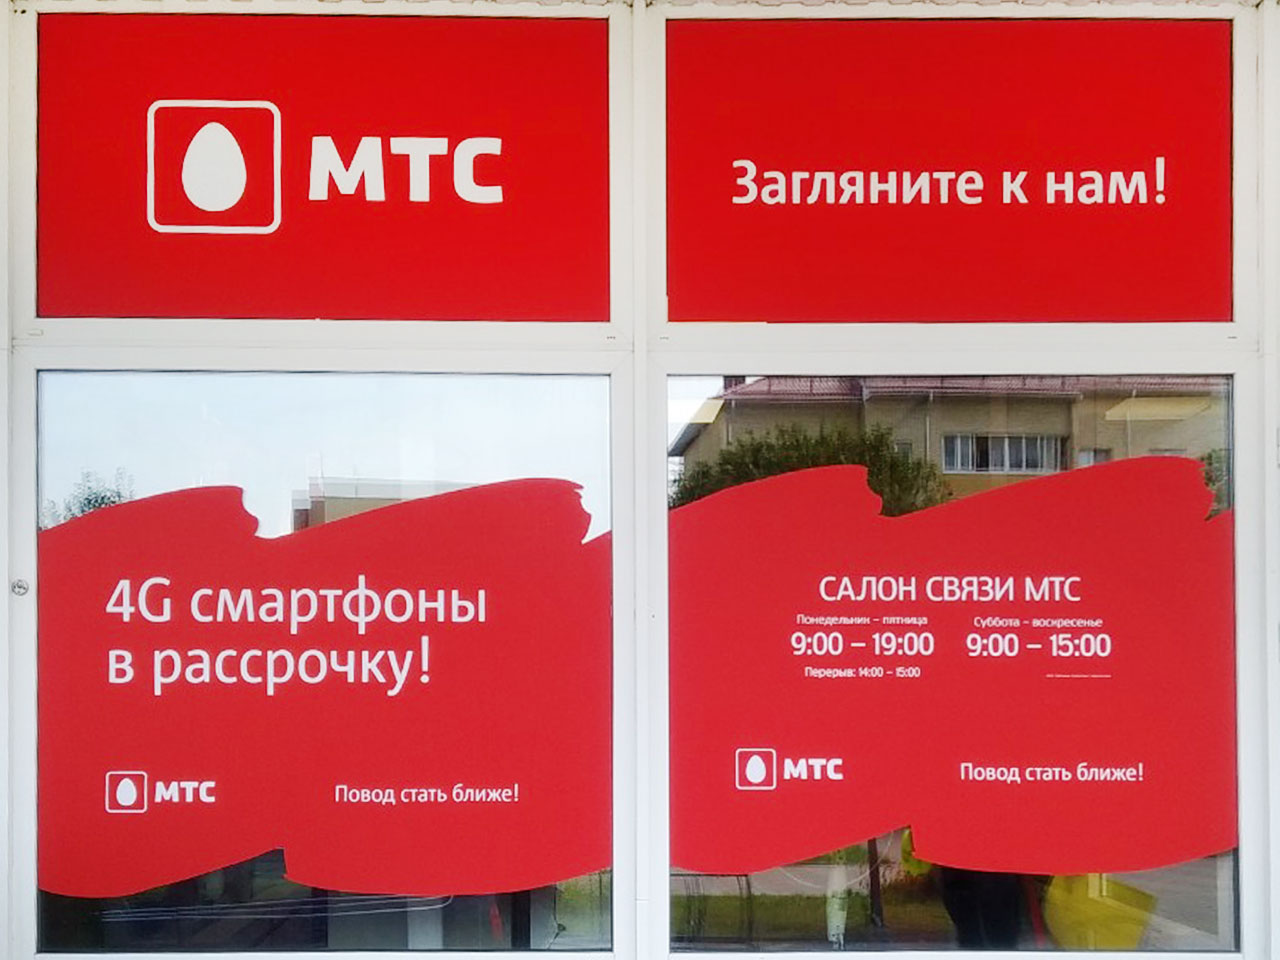 МТС
Загляните к нам!
4G смартфоны
в рассрочку!
МТС
Повод стать ближе!
САЛОН СВЯЗИ МТС
Понедельник – пятница
9:00 – 19:00
Перерыв: 14:00 – 15:00
Суббота – воскресенье
9:00 – 15:00
МТС
Повод стать ближе!